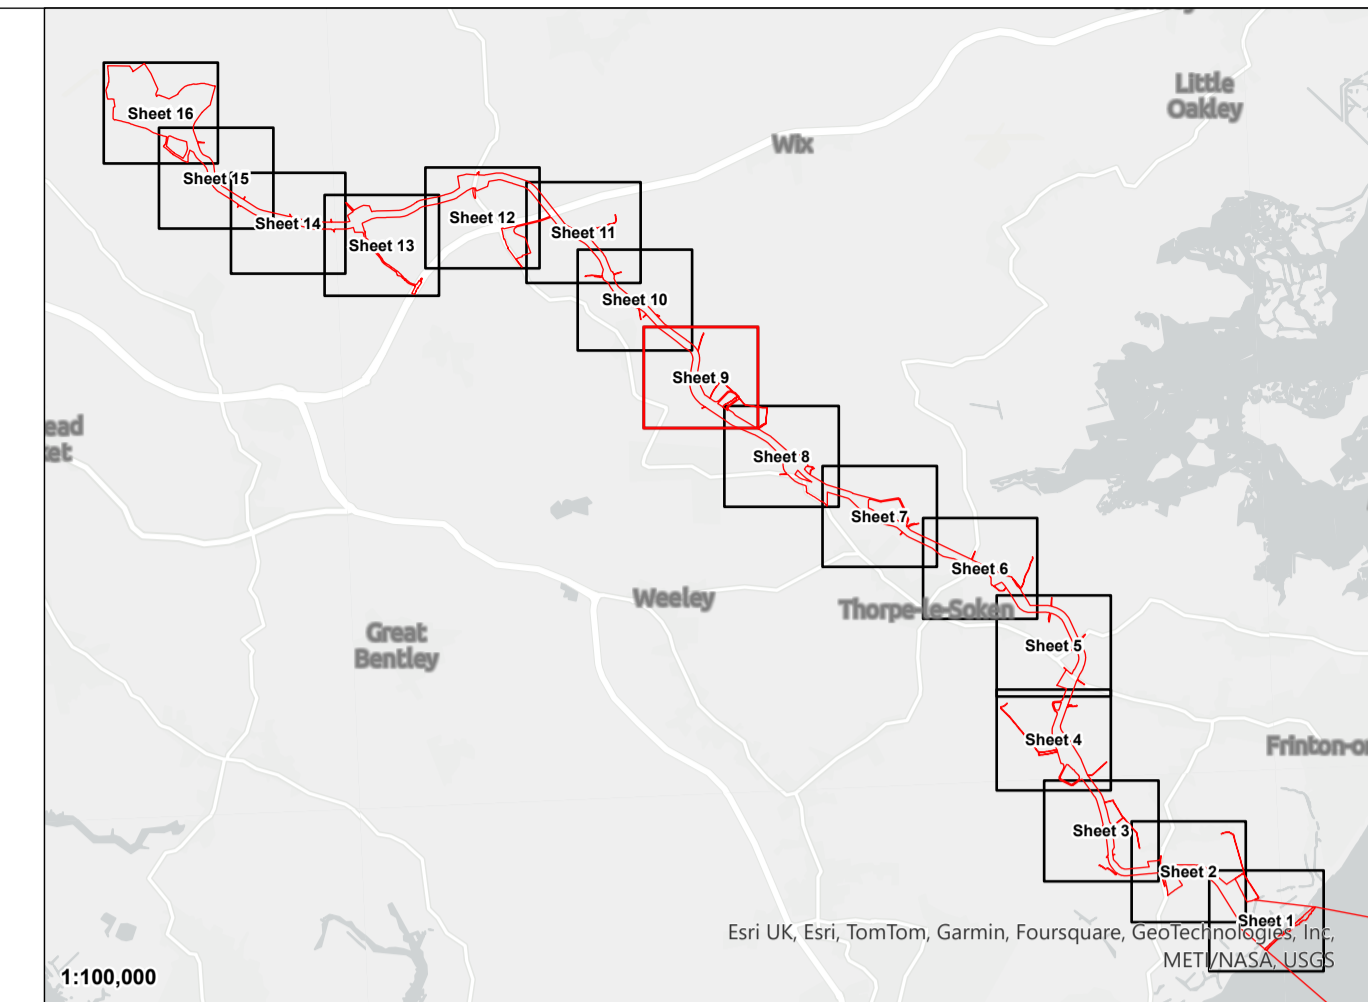 Little
Oakley
Wix
Sheet 16
Sheet 15
Sheet 14
Sheet 13
Sheet 12
Sheet 11
Sheet 10
Sheet 9
Sheet 8
Sheet 7
Sheet 6
Sheet 5
Sheet 4
Sheet 3
Sheet 2
Sheet 1
ead
ket
Weeley
Thorpe-le-Soken
Great
Bentley
Frinton-o
Esri UK, Esri, TomTom, Garmin, Foursquare, GeoTechnologies, Inc,
METI/NASA, USGS
1:100,000